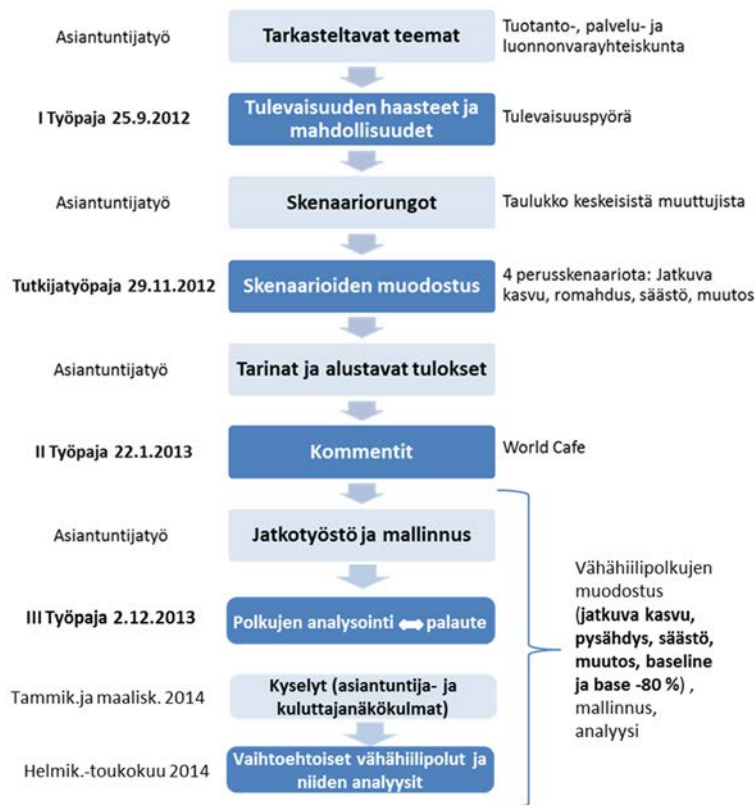 Asiantuntijatyö
Tarkasteltavat teemat
Tuotanto-, palvelu- ja
luonnonvarayhteiskunta
I Työpaja 25.9.2012
Tulevaisuuden haasteet ja
mahdollisuudet
Tulevaisuuspyörä
Asiantuntijatyö
Skenaariorungot
Taulukko keskeisistä muuttujista
Tutkijatyöpaja 29.11.2012
Skenaarioiden muodostus
4 perusskenaariota: Jatkuva
kasvu, romahdus, säästö, muutos
Asiantuntijatyö
Tarinat ja alustavat tulokset
II Työpaja 22.1.2013
Kommentit
World Cafe
Asiantuntijatyö
Jatkotyöstö ja mallinnus
III Työpaja 2.12.2013
Polkujen analysointi palaute
Tammik.ja maalisk. 2014
Kyselyt (asiantuntija- ja
kuluttajanäkökulmat)
Helmik.-toukokuu 2014
Vaihtoehtoiset vähähiilipolut ja
niiden analyysit
Vähähiilipolkujen
muodostus
(jatkuva kasvu,
pysähdys, säästö,
muutos, baseline
ja base -80 %) ,
mallinnus,
analyysi